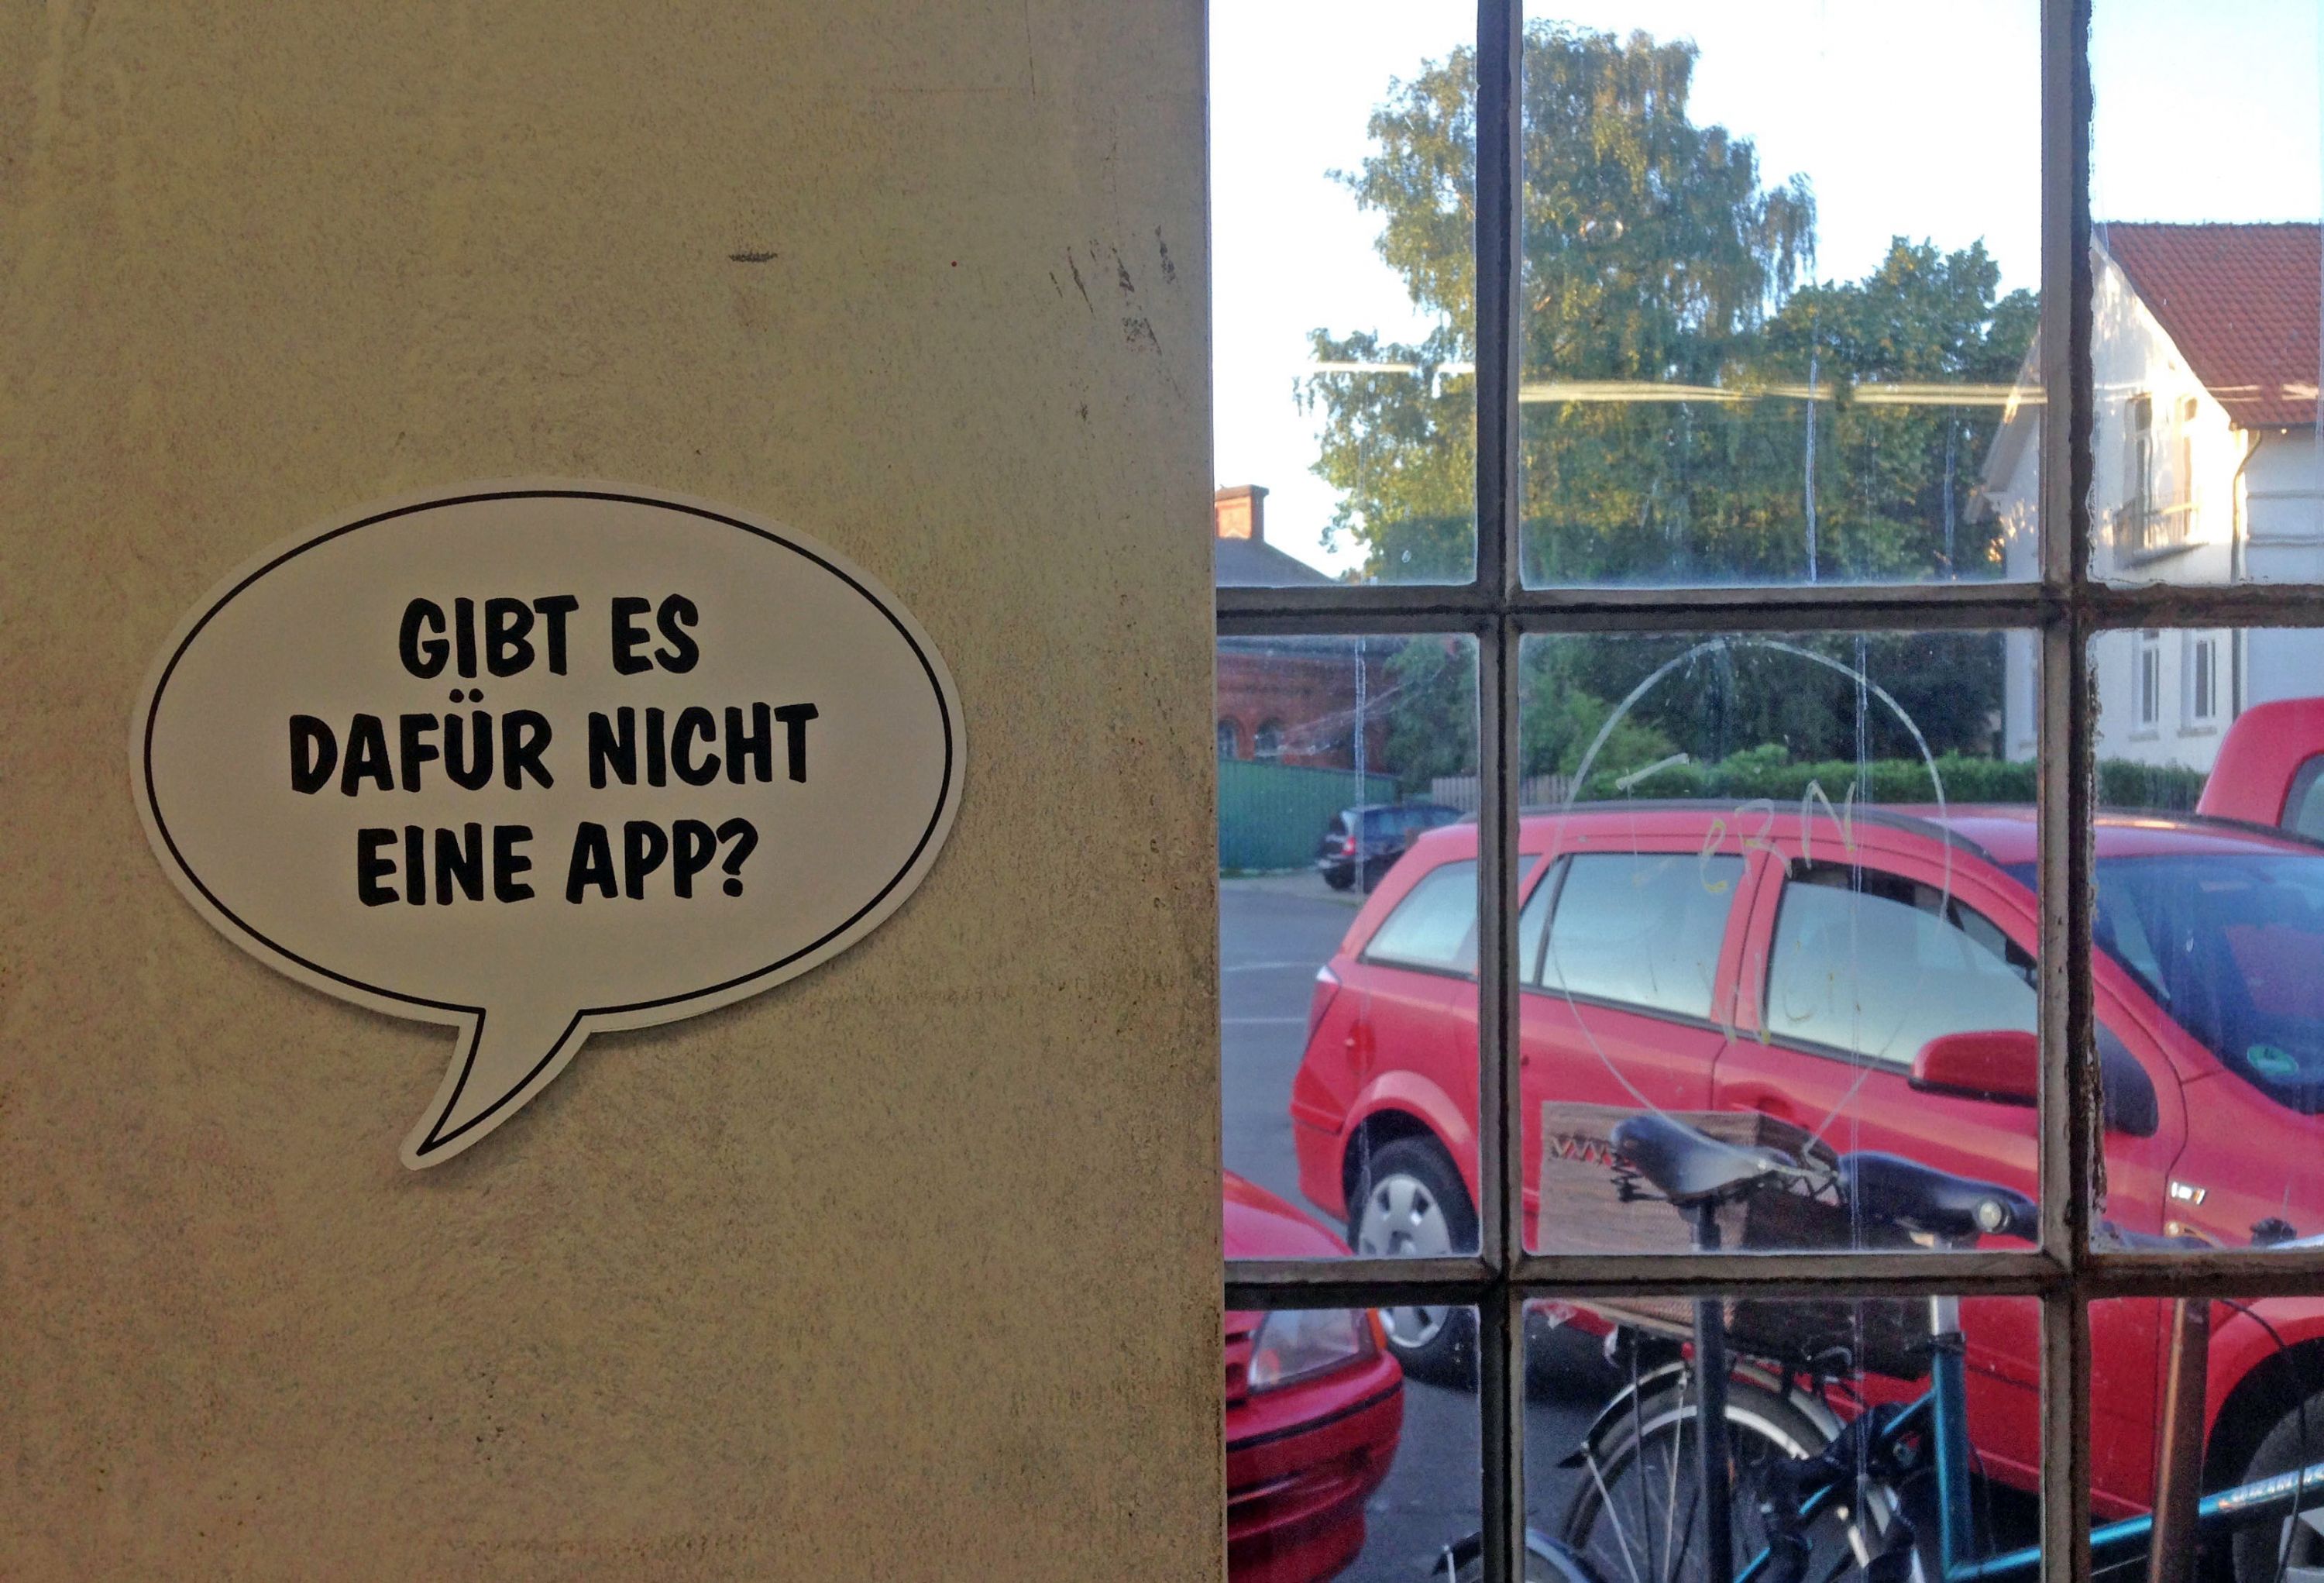 GIBT ES
DAFÜR NICHT
EINE APP?